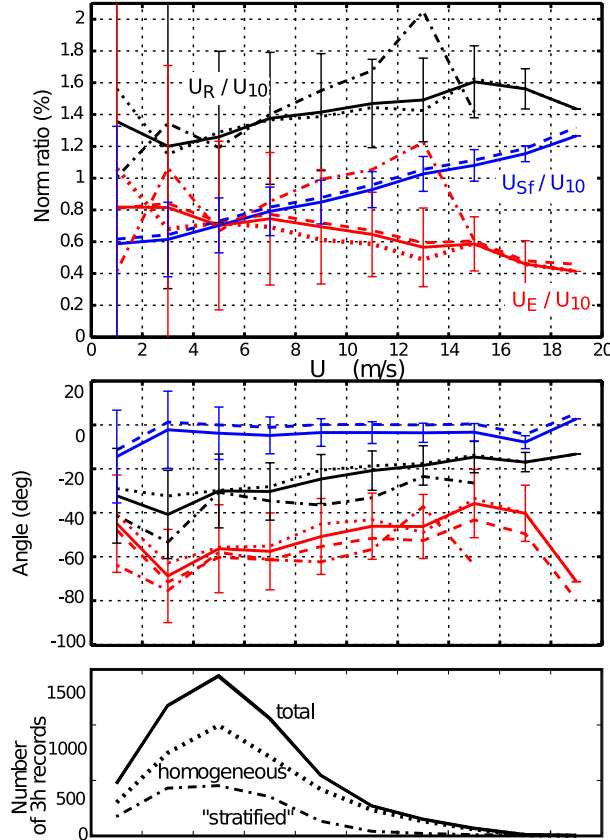 2
1.8
1.6
1.4
1.2
1
0.8
0.6
0.4
0.2
0
Norm ratio (%)
U_R / U_10
U_Sf / U_10
U_E / U_10
0 2 4 6 8 10 12 14 16 18 20
U (m/s)
20
0
-20
-40
-60
-80
-100
Angle (deg)
1500
1000
500
0
Number
of 3h records
total
homogeneous
"stratified"